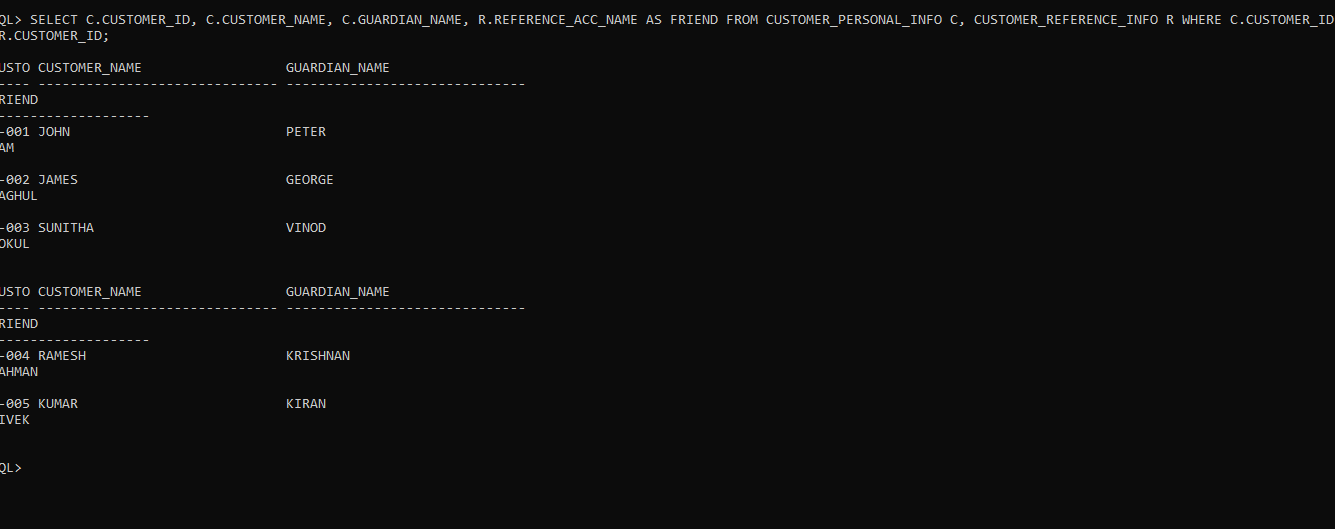 QL> SELECT C.CUSTOMER_ID, C.CUSTOMER_NAME, C.GUARDIAN_NAME, R.REFERENCE_ACC_NAME AS FRIEND FROM CUSTOMER_PERSONAL_INFO C, CUSTOMER_REFERENCE_INFO R WHERE C.CUSTOMER_ID
R.CUSTOMER_ID;
USTO CUSTOMER_NAME                  GUARDIAN_NAME
---- ------------------------------ ------------------------------
RIEND
-------------------
-001 JOHN                           PETER
AM
-002 JAMES                          GEORGE
AGHUL
-003 SUNITHA                        VINOD
OKUL
USTO CUSTOMER_NAME                  GUARDIAN_NAME
---- ------------------------------ ------------------------------
RIEND
-------------------
-004 RAMESH                         KRISHNAN
AHMAN
-005 KUMAR                          KIRAN
IVEK
QL>